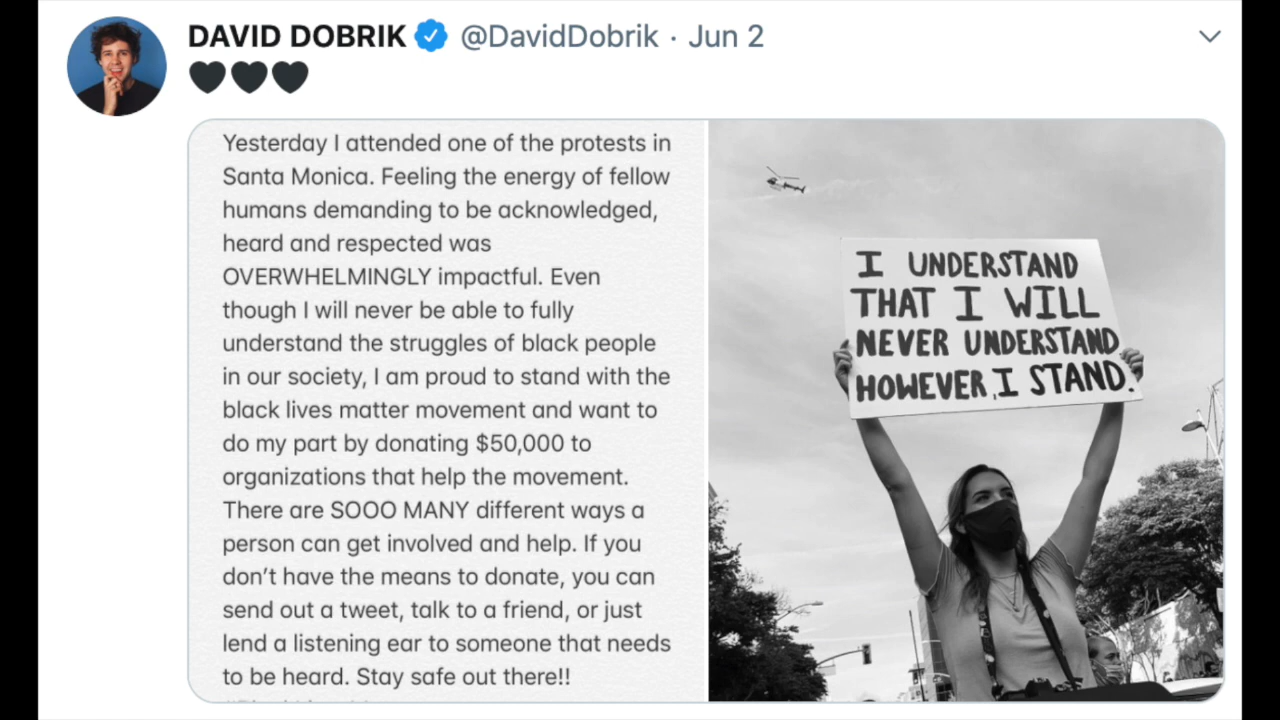 DAVID DOBRIK @DavidDobrik · Jun 2
🖤🖤🖤
Yesterday I attended one of the protests in
Santa Monica. Feeling the energy of fellow
humans demanding to be acknowledged,
heard and respected was
OVERWHELMINGLY impactful. Even
though I will never be able to fully
understand the struggles of black people
in our society, I am proud to stand with the
black lives matter movement and want to
do my part by donating $50,000 to
organizations that help the movement.
There are SOOO MANY different ways a
person can get involved and help. If you
don’t have the means to donate, you can
send out a tweet, talk to a friend, or just
lend a listening ear to someone that needs
to be heard. Stay safe out there!!
I UNDERSTAND
THAT I WILL
NEVER UNDERSTAND
HOWEVER, I STAND.